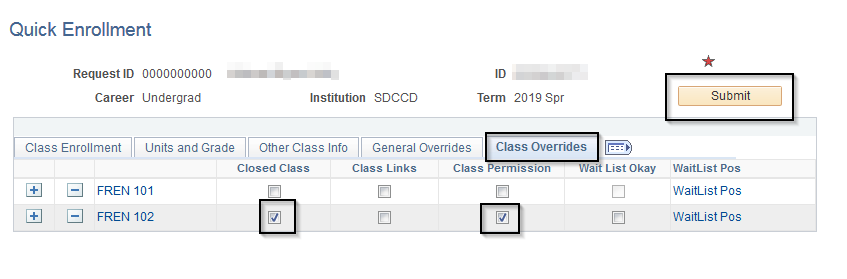 Quick Enrollment
Request ID 0000000000 ID
Career Undergrad Institution SDCCD Term 2019 Spr Submit
Class Enrollment Units and Grade Other Class Info General Overrides Class Overrides
Closed Class Class Links Class Permission Wait List Okay WaitList Pos
FREN 101 WaitList Pos
FREN 102 WaitList Pos